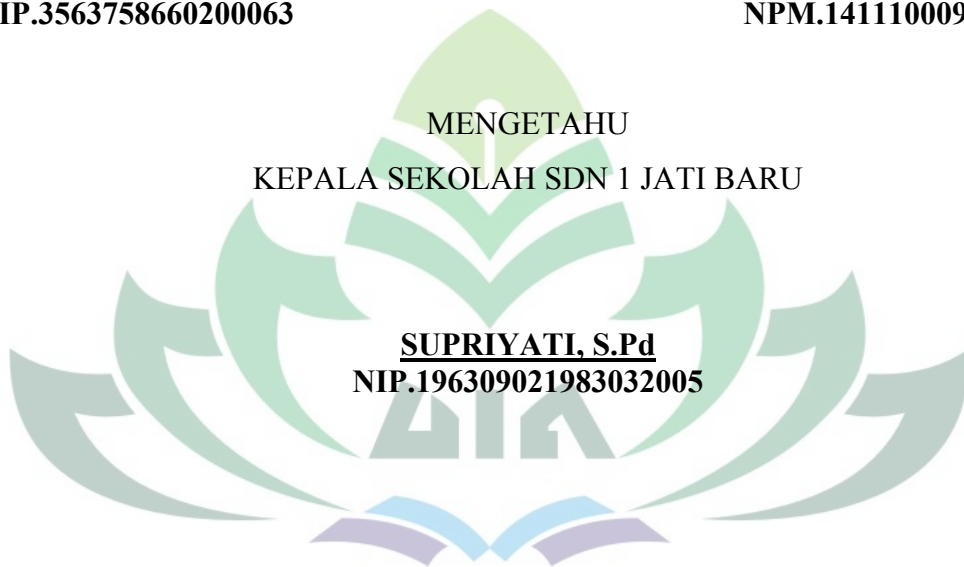 IP.3563758660200063 NPM.141110009
MENGETAHU
KEPALA SEKOLAH SDN 1 JATI BARU
SUPRIYATI, S.Pd
NIP.196309021983032005